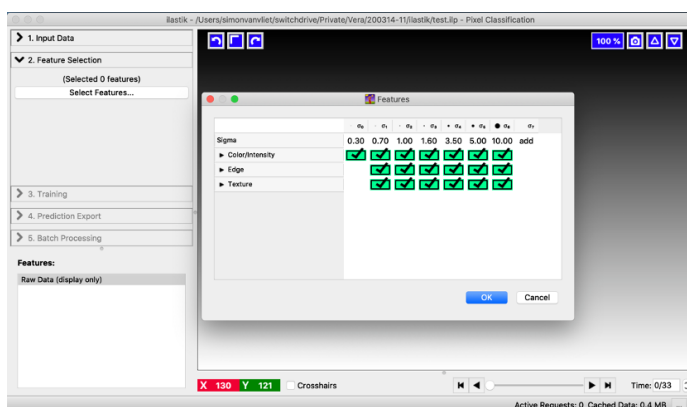 ilastik - /Users/simonvanvliet/switchdrive/Private/Vera/200314-11/ilastik/test.ilp - Pixel Classification
1. Input Data
2. Feature Selection
(Selected 0 features)
Select Features...
3. Training
4. Prediction Export
5. Batch Processing
Features:
Raw Data (display only)
100 %
Features
σ₀ σ₁ σ₂ σ₃ σ₄ σ₅ σ₆ σ₇
Sigma 0.30 0.70 1.00 1.60 3.50 5.00 10.00 add
Color/Intensity
Edge
Texture
OK Cancel
X 130 Y 121 Crosshairs Time: 0/33
Active Requests: 0 Cached Data: 0.4 MB